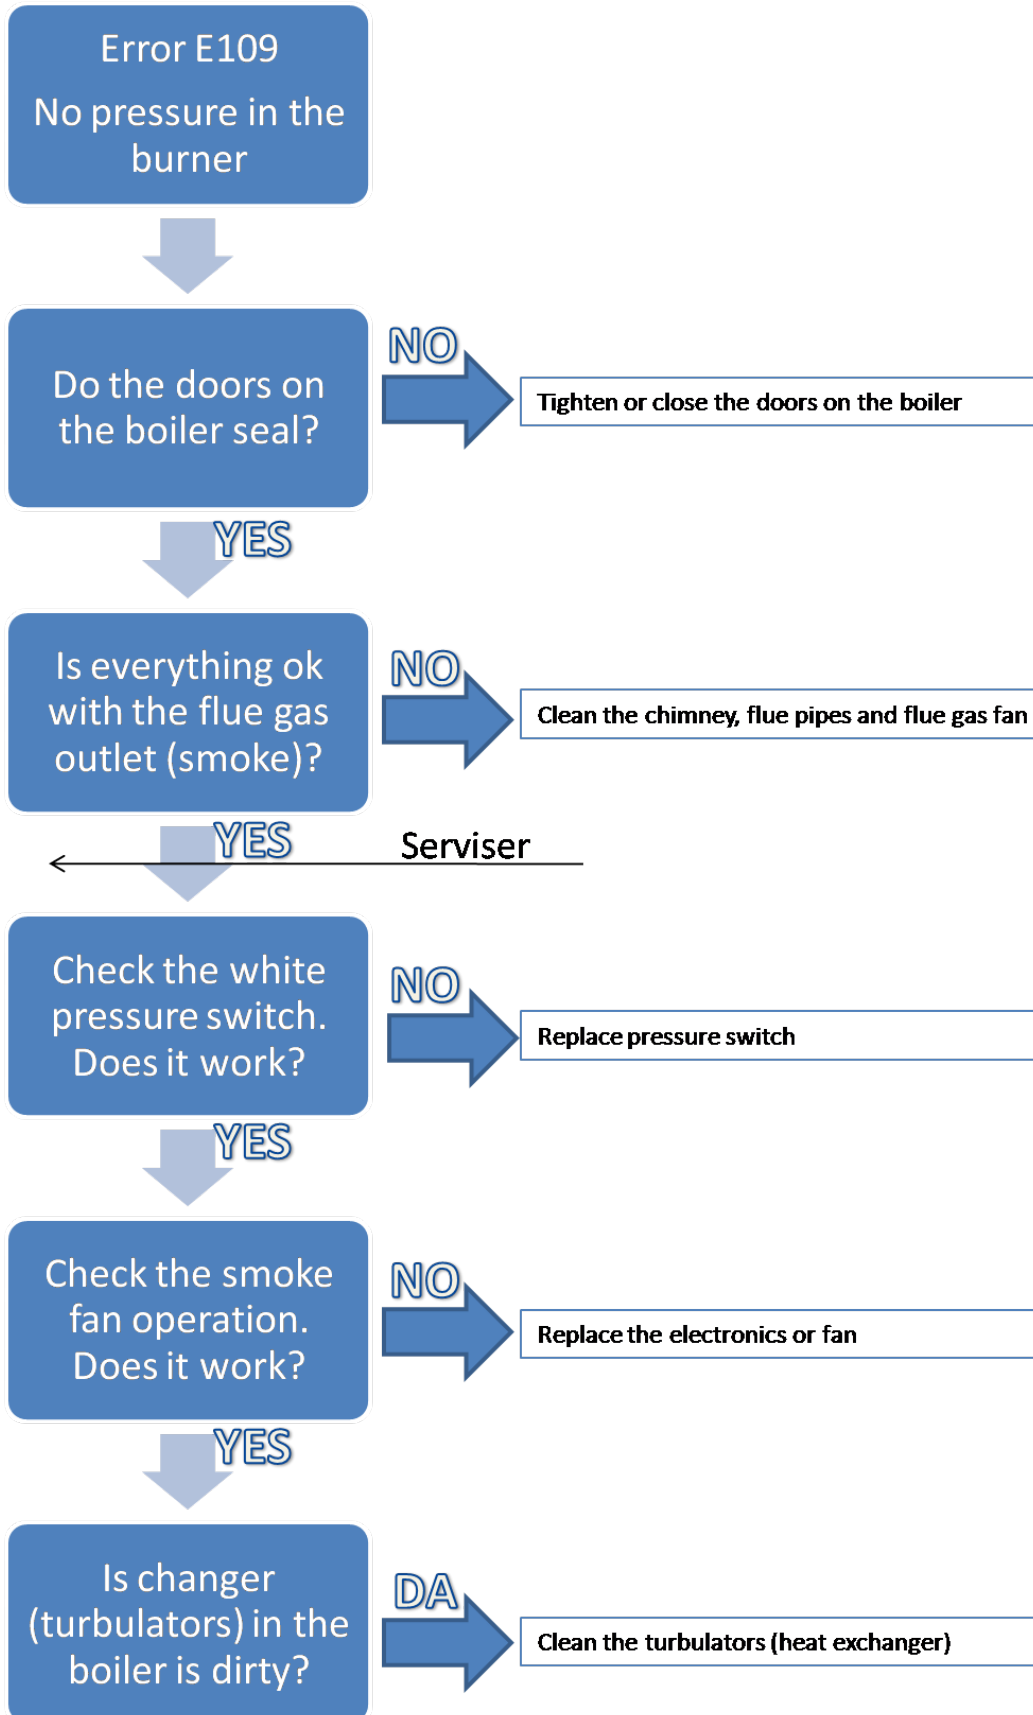 Error E109
No pressure in the
burner
Do the doors on
the boiler seal?
NO
Tighten or close the doors on the boiler
YES
Is everything ok
with the flue gas
outlet (smoke)?
NO
Clean the chimney, flue pipes and flue gas fan
YES
Serviser
Check the white
pressure switch.
Does it work?
NO
Replace pressure switch
YES
Check the smoke
fan operation.
Does it work?
NO
Replace the electronics or fan
YES
Is changer
(turbulators) in the
boiler is dirty?
DA
Clean the turbulators (heat exchanger)